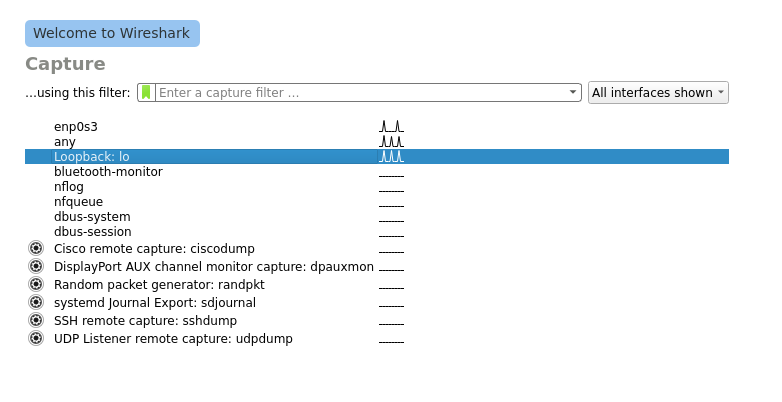 Welcome to Wireshark
Capture
...using this filter: Enter a capture filter ... All interfaces shown
enp0s3
any
Loopback: lo
bluetooth-monitor
nflog
nfqueue
dbus-system
dbus-session
Cisco remote capture: ciscodump
DisplayPort AUX channel monitor capture: dpauxmon
Random packet generator: randpkt
systemd Journal Export: sdjournal
SSH remote capture: sshdump
UDP Listener remote capture: udpdump